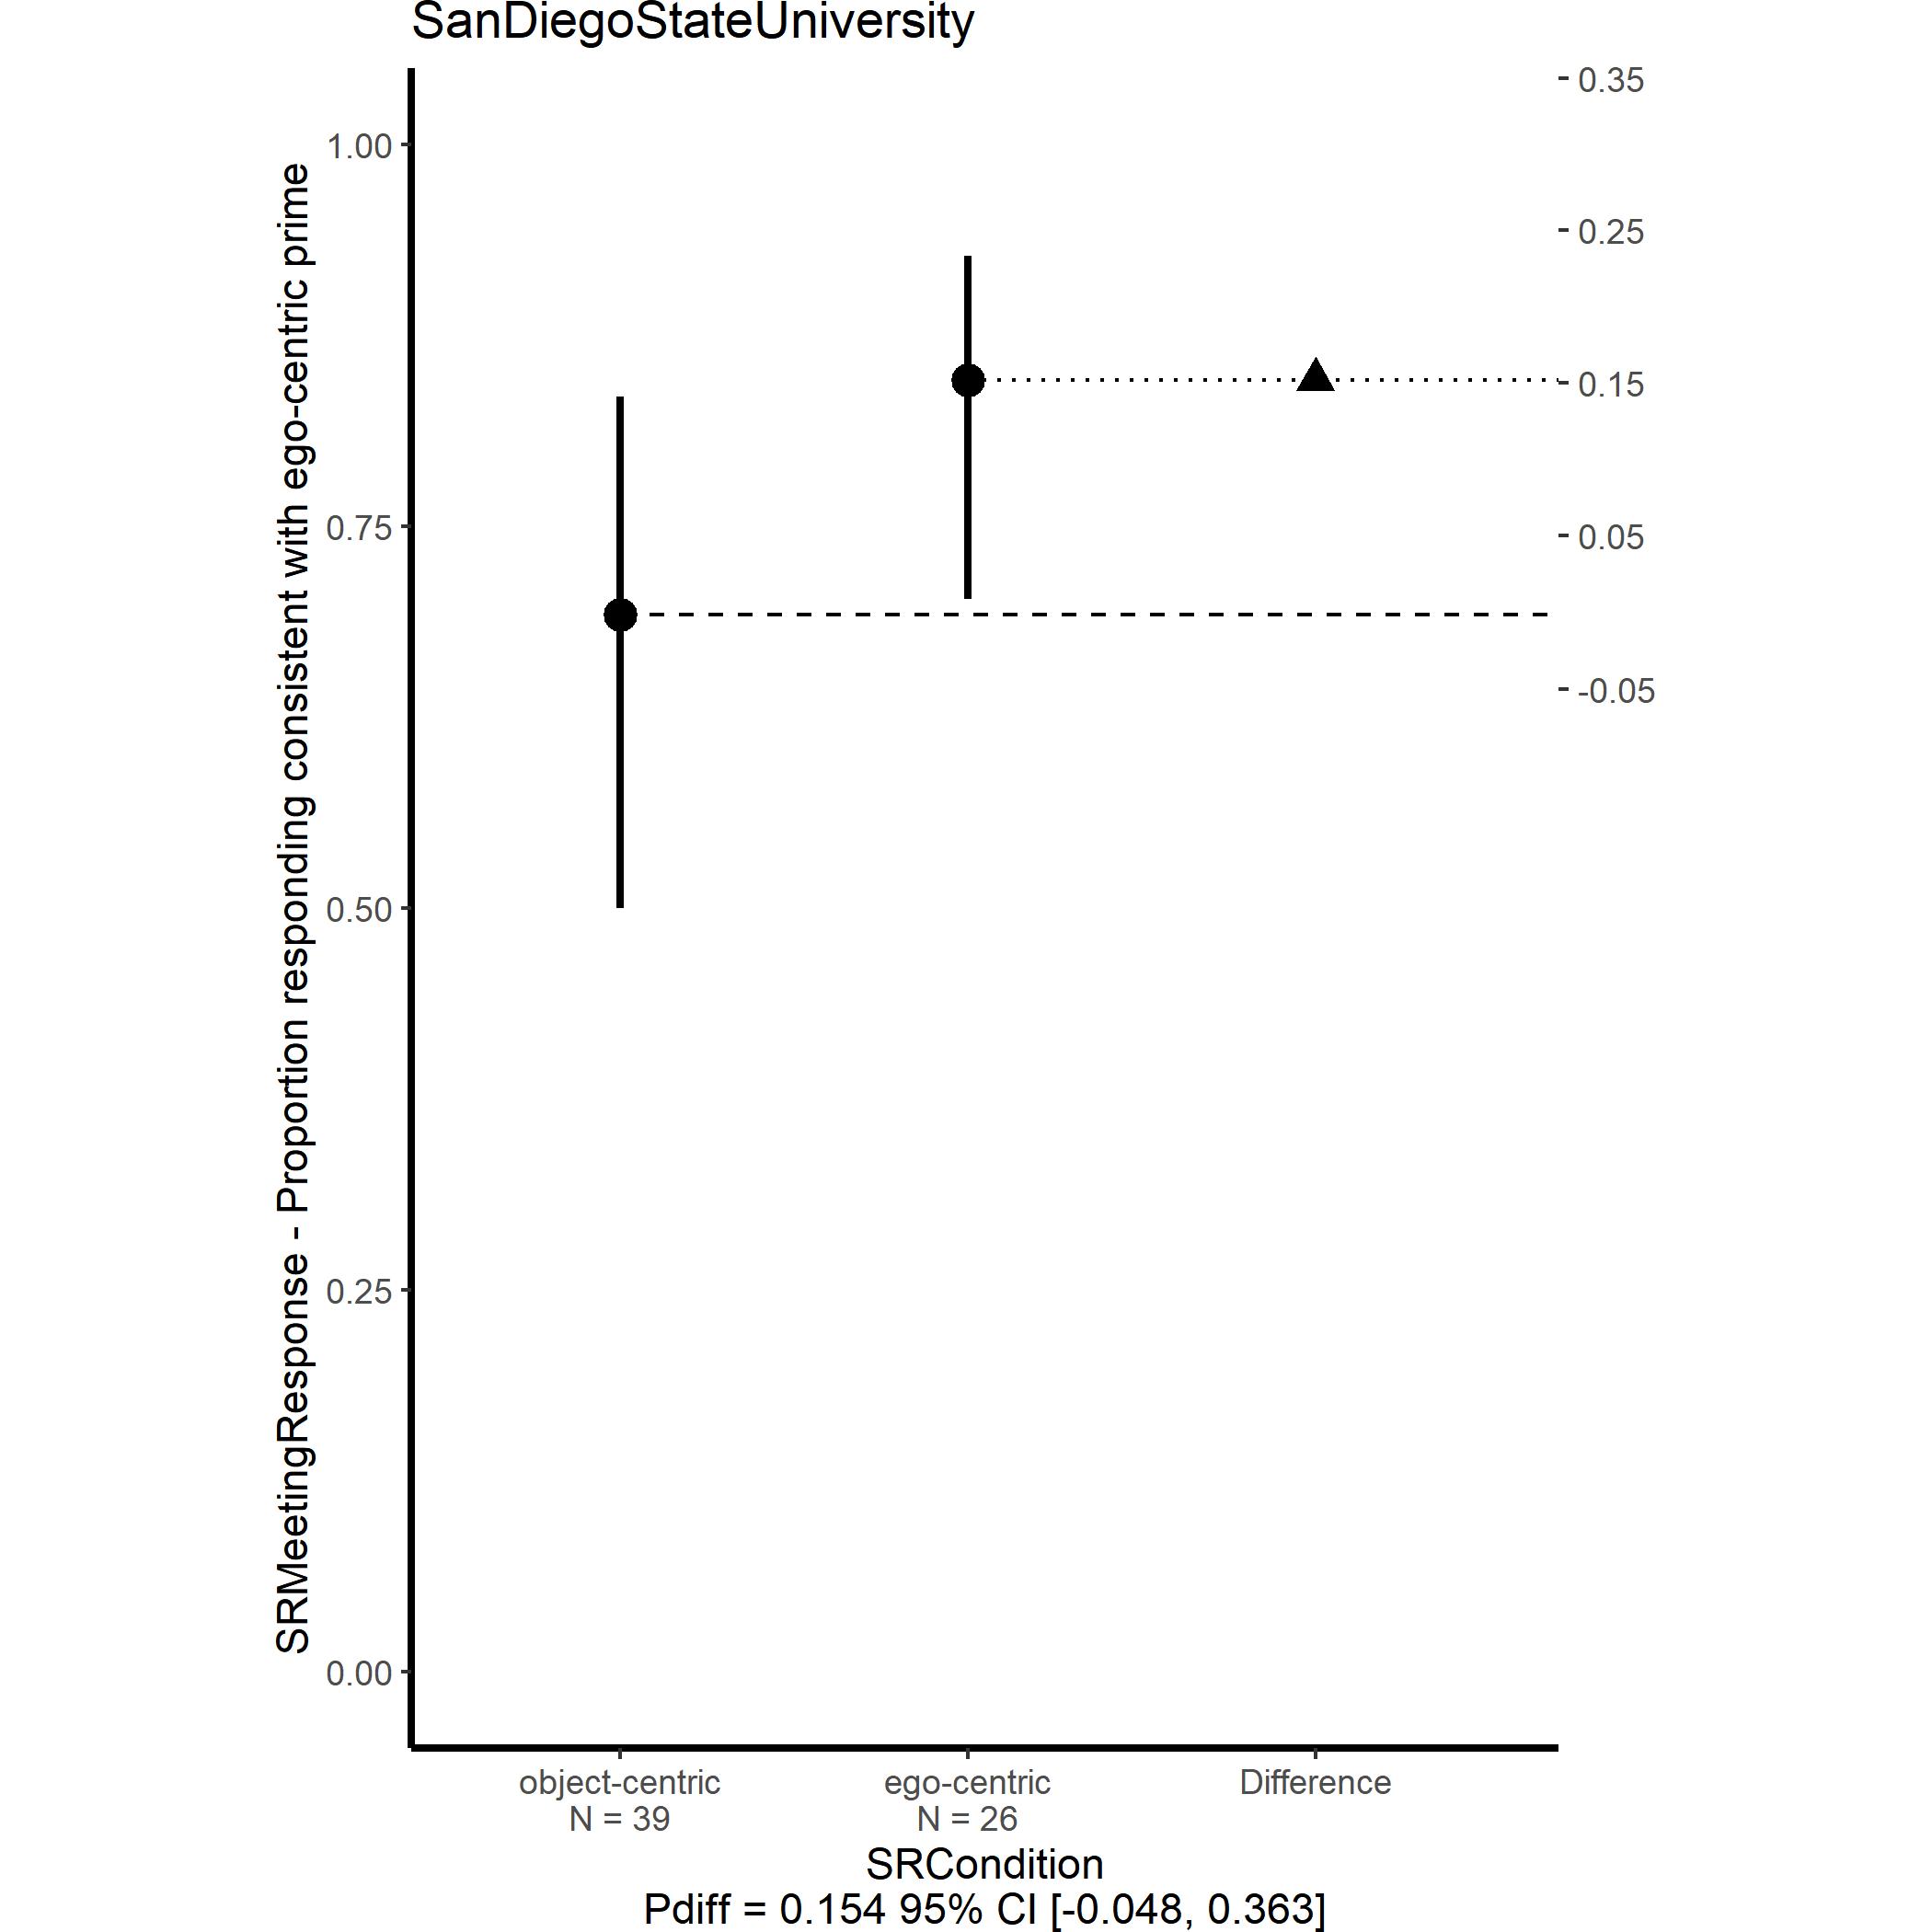 SanDiegoStateUniversity
SRMeetingResponse - Proportion responding consistent with ego-centric prime
1.00
0.75
0.50
0.25
0.00
0.35
0.25
0.15
0.05
-0.05
object-centric
N = 39
ego-centric
N = 26
Difference
SRCondition
Pdiff = 0.154 95% CI [-0.048, 0.363]